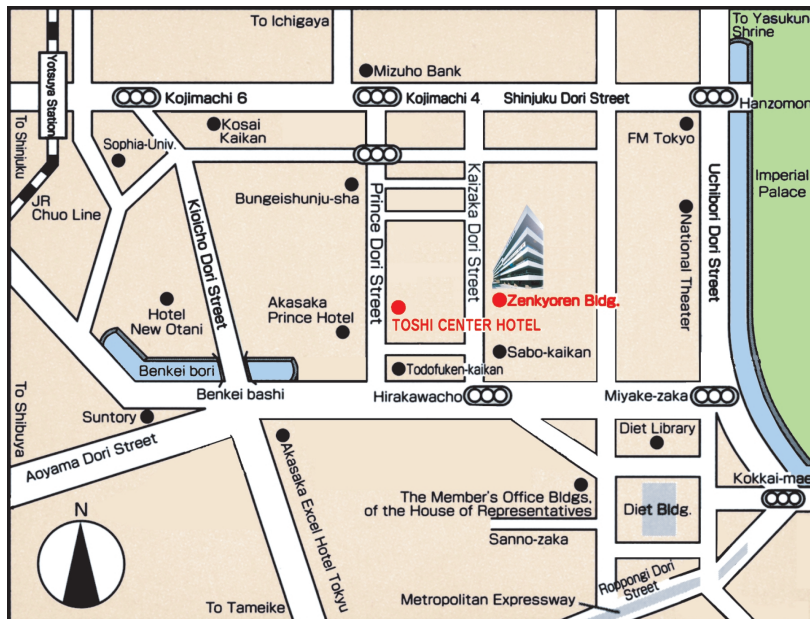 To Ichigaya
To Yasukuni
Shrine
Mizuho Bank
Yotsuya Station
Kojimachi 6
Kojimachi 4
Shinjuku Dori Street
Hanzomon
Kosai
Kaikan
FM Tokyo
To Shinjuku
Sophia-Univ.
Bungeishunju-sha
Prince Dori Street
Kaizaka Dori Street
Uchibori Dori Street
Imperial
Palace
JR
Chuo Line
Kioicho Dori Street
National Theater
Hotel
New Otani
Akasaka
Prince Hotel
Zenkyoren Bldg.
TOSHI CENTER HOTEL
Sabo-kaikan
Benkei bori
Todofuken-kaikan
Benkei bashi
Hirakawacho
Miyake-zaka
To Shibuya
Suntory
Diet Library
Aoyama Dori Street
Akasaka Excel Hotel Tokyu
Kokkai-mae
The Member's Office Bldgs,
of the House of Representatives
Diet Bldg.
N
Sanno-zaka
Roppongi Dori
Street
To Tameike
Metropolitan Expressway